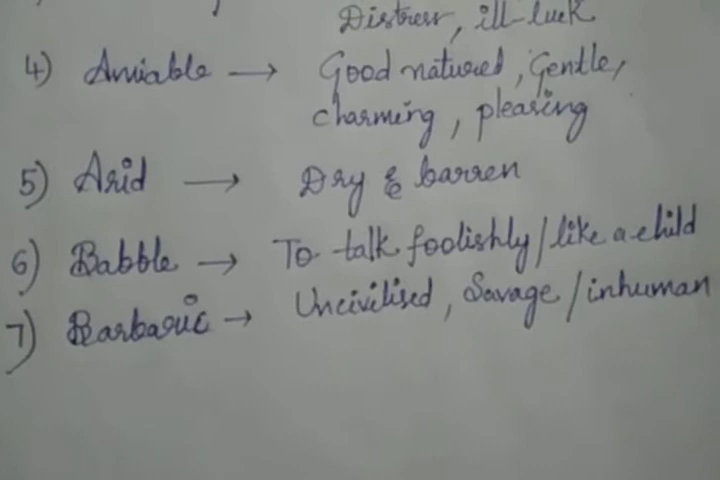 Distress, ill-luck
4) Amiable → Good natured, Gentle,
charming, pleasing
5) Arid → Dry & barren
6) Babble → To talk foolishly/like a child
7) Barbaric → Uncivilised, Savage/inhuman